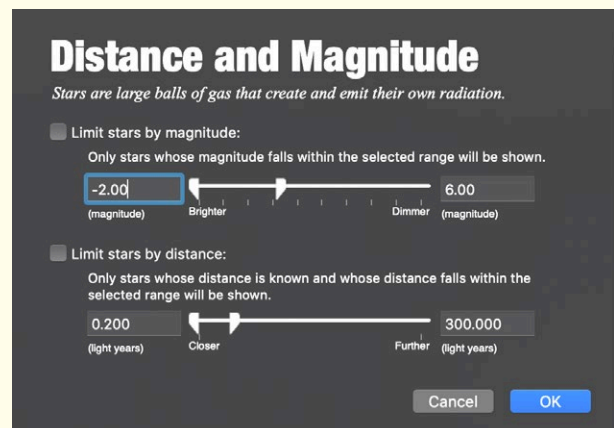 Distance and Magnitude
Stars are large balls of gas that create and emit their own radiation.
Limit stars by magnitude:
Only stars whose magnitude falls within the selected range will be shown.
-2.00
6.00
(magnitude)
Brighter
Dimmer
(magnitude)
Limit stars by distance:
Only stars whose distance is known and whose distance falls within the
selected range will be shown.
0.200
300.000
(light years)
Closer
Further
(light years)
Cancel
OK